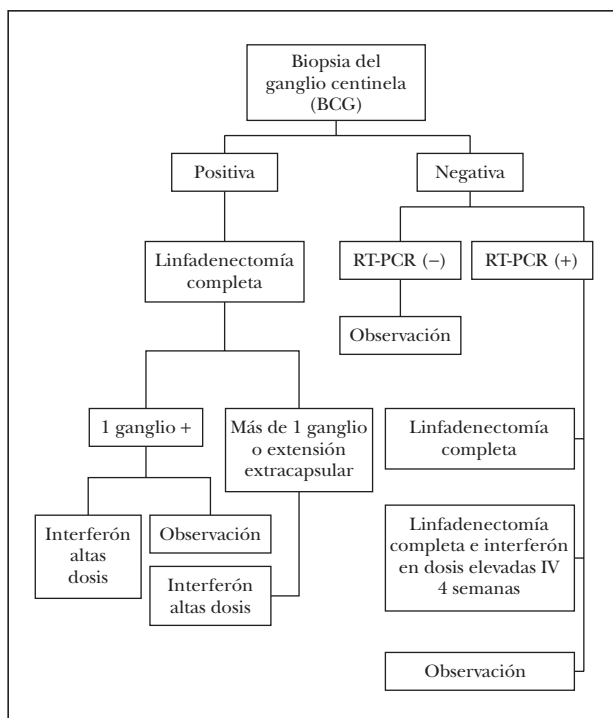 Biopsia del
ganglio centinela
(BCG)
Positiva
Negativa
Linfadenectomía
completa
RT-PCR (−)
RT-PCR (+)
Observación
1 ganglio +
Más de 1 ganglio
o extensión
extracapsular
Linfadenectomía
completa
Interferón
altas
dosis
Observación
Interferón
altas dosis
Linfadenectomía
completa e interferón
en dosis elevadas IV
4 semanas
Observación